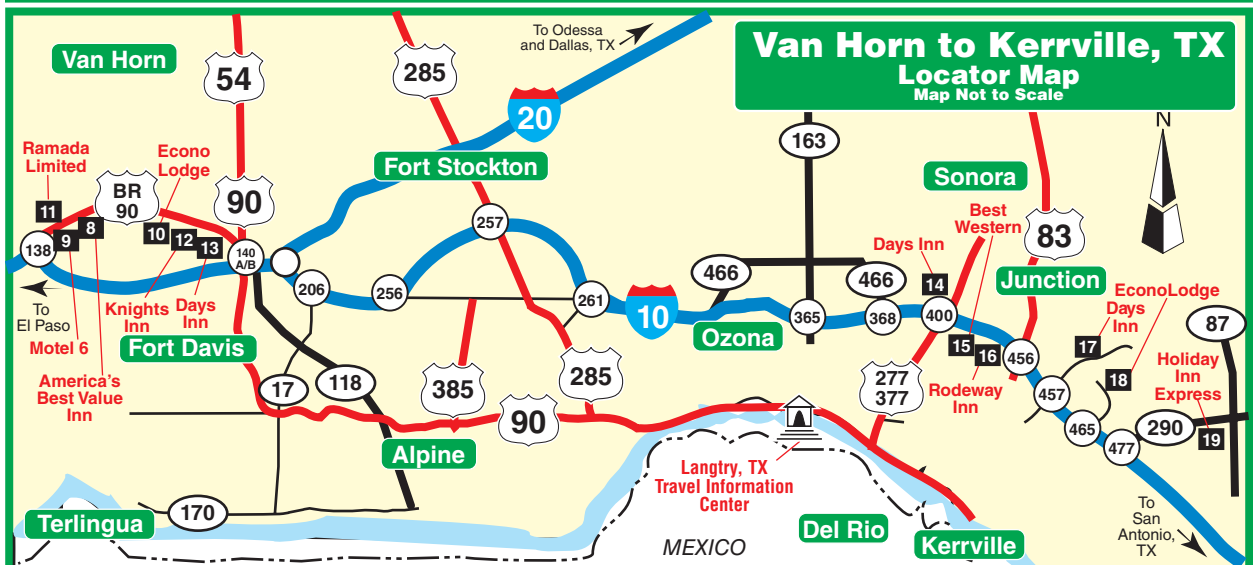 Van Horn to Kerrville, TX
Locator Map
Map Not to Scale
To Odessa
and Dallas, TX
Van Horn
54
285
20
163
N
Ramada
Limited
Econo
Lodge
Fort Stockton
Sonora
BR
90
90
11
8
9
10
12
13
138
140
A/B
257
Best
Western
83
Days Inn
466
466
14
Junction
206
256
261
10
365
368
400
To
El Paso
Knights
Inn
Days
Inn
Motel 6
Fort Davis
Ozona
15
16
456
EconoLodge
Days
Inn
17
87
America's
Best Value
Inn
17
118
385
285
277
377
Rodeway
Inn
457
18
Holiday
Inn
Express
90
465
290
19
477
Alpine
Langtry, TX
Travel Information
Center
Terlingua
170
MEXICO
Del Rio
Kerrville
To
San
Antonio,
TX